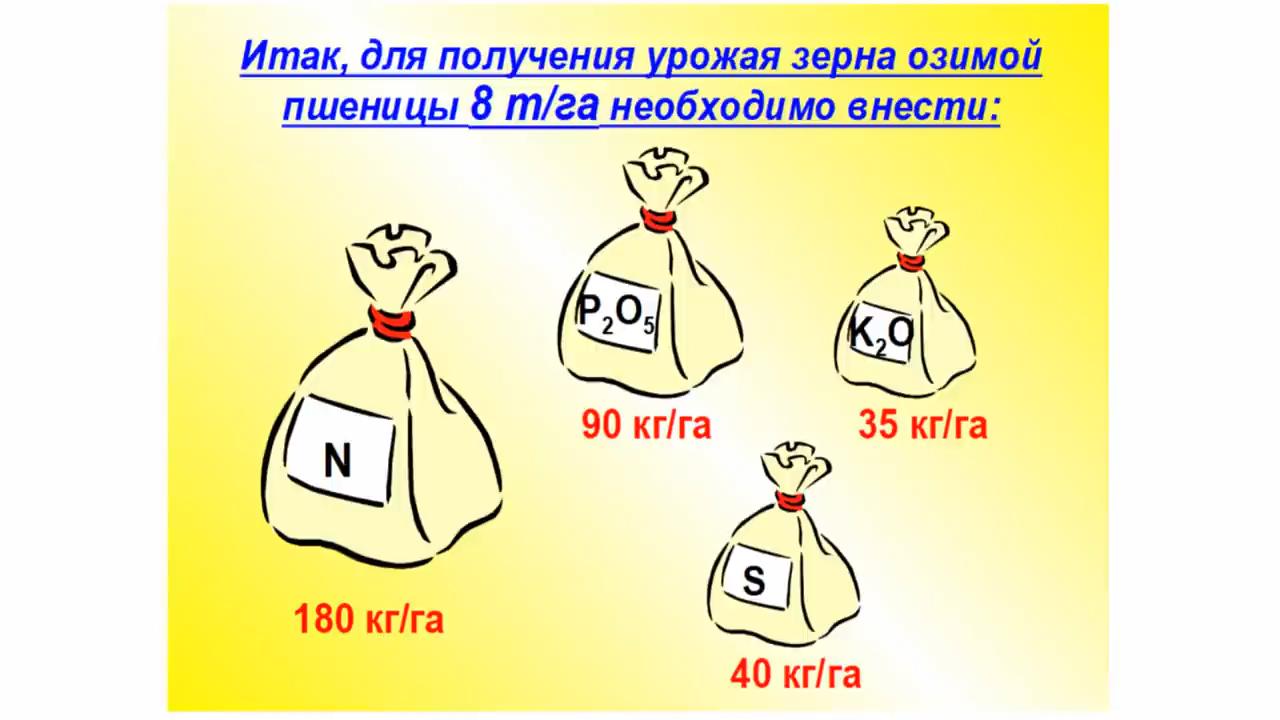 Итак, для получения урожая зерна озимой
пшеницы 8 т/га необходимо внести:
N
180 кг/га
P₂O₅
90 кг/га
K₂O
35 кг/га
S
40 кг/га